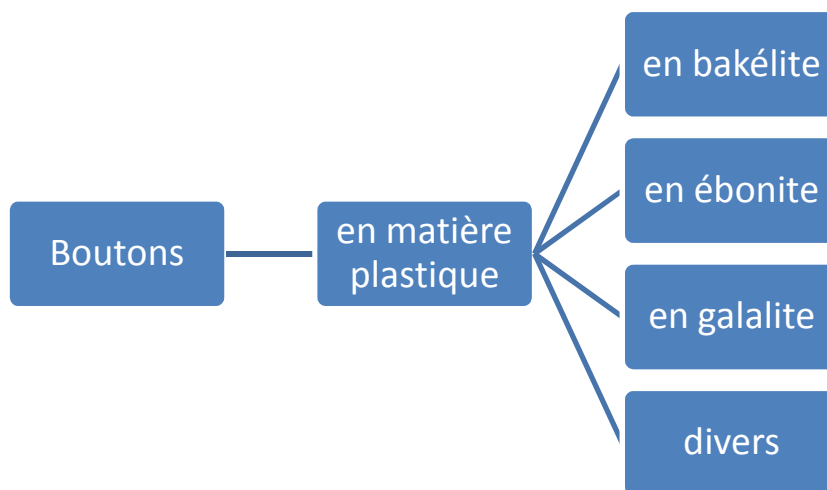 Boutons
en matière
plastique
en bakélite
en ébonite
en galalite
divers